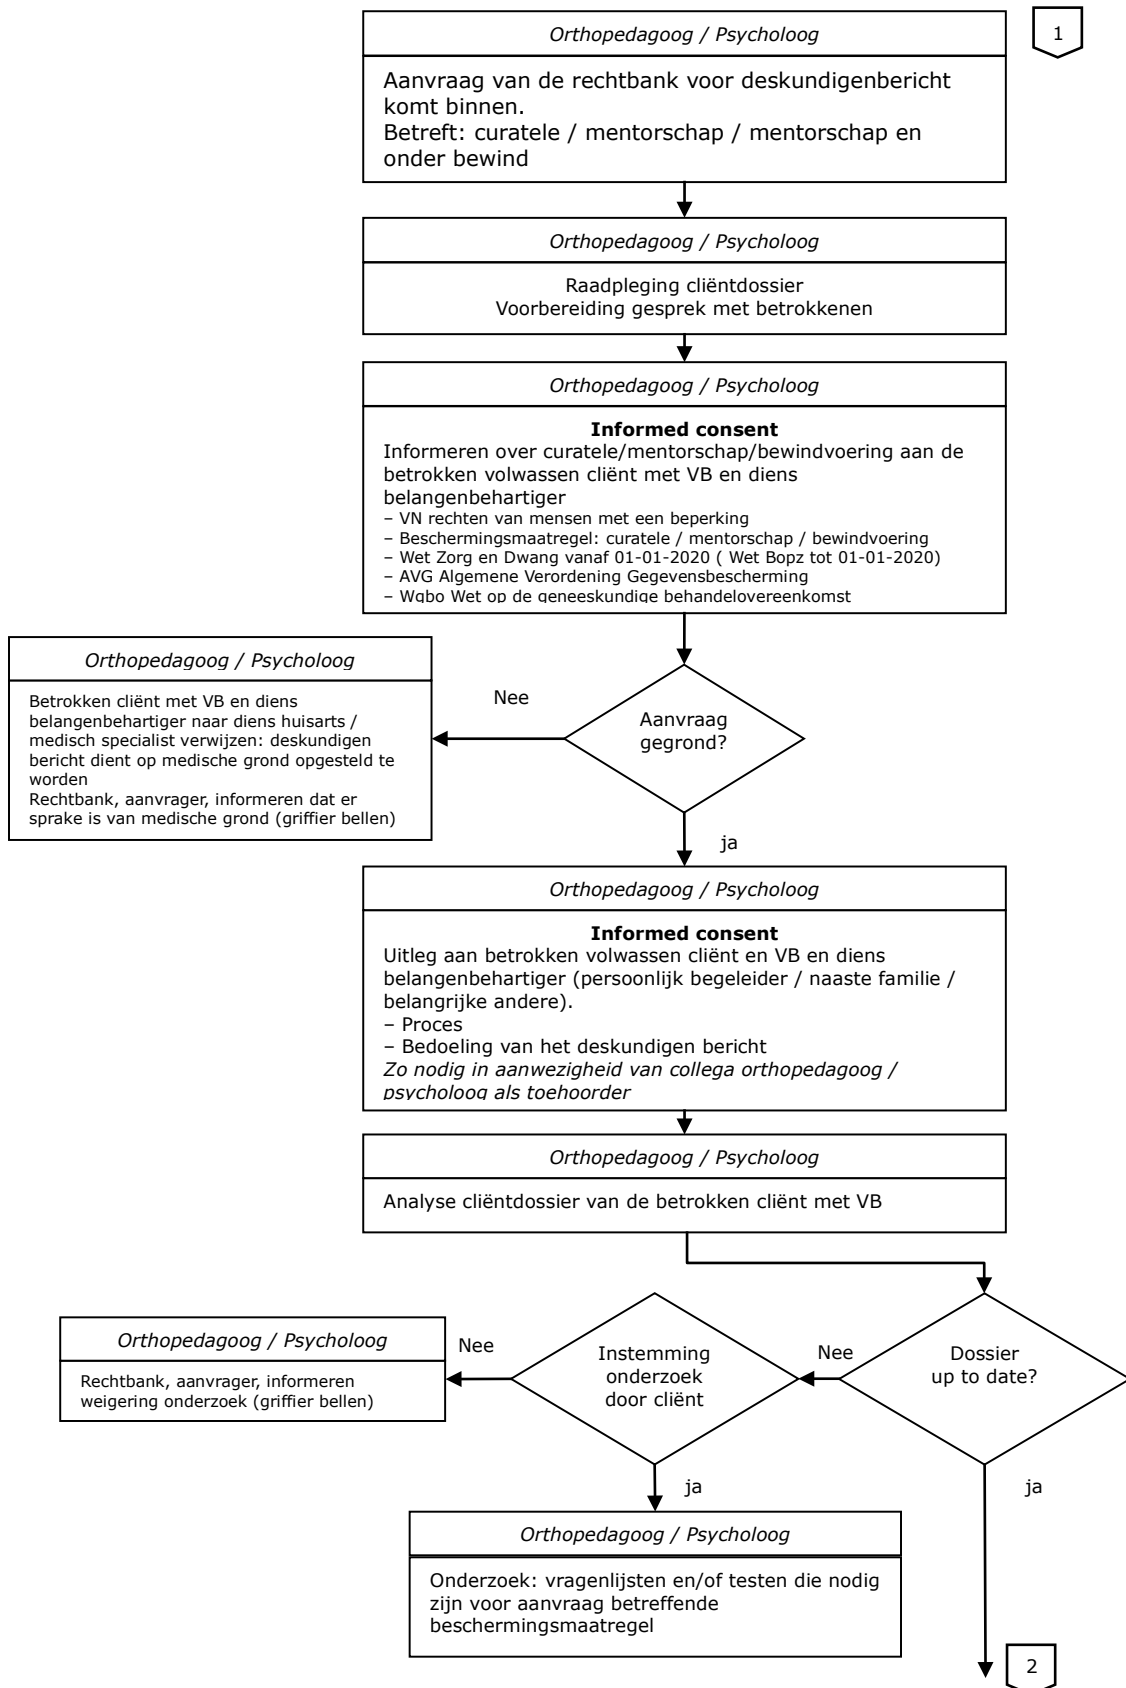 Orthopedagoog / Psycholoog
1
Aanvraag van de rechtbank voor deskundigenbericht
komt binnen.
Betreft: curatele / mentorschap / mentorschap en
onder bewind
Orthopedagoog / Psycholoog
Raadpleging cliëntdossier
Voorbereiding gesprek met betrokkenen
Orthopedagoog / Psycholoog
Informed consent
Informeren over curatele/mentorschap/bewindvoering aan de
betrokken volwassen cliënt met VB en diens
belangenbehartiger
– VN rechten van mensen met een beperking
– Beschermingsmaatregel: curatele / mentorschap / bewindvoering
– Wet Zorg en Dwang vanaf 01-01-2020 ( Wet Bopz tot 01-01-2020)
– AVG Algemene Verordening Gegevensbescherming
– Wgbo Wet op de geneeskundige behandelovereenkomst
Orthopedagoog / Psycholoog
Betrokken cliënt met VB en diens
belangenbehartiger naar diens huisarts /
medisch specialist verwijzen: deskundigen
bericht dient op medische grond opgesteld te
worden
Rechtbank, aanvrager, informeren dat er
sprake is van medische grond (griffier bellen)
Nee
Aanvraag
gegrond?
ja
Orthopedagoog / Psycholoog
Informed consent
Uitleg aan betrokken volwassen cliënt en VB en diens
belangenbehartiger (persoonlijk begeleider / naaste familie /
belangrijke andere).
– Proces
– Bedoeling van het deskundigen bericht
Zo nodig in aanwezigheid van collega orthopedagoog /
psycholoog als toehoorder
Orthopedagoog / Psycholoog
Analyse cliëntdossier van de betrokken cliënt met VB
Orthopedagoog / Psycholoog
Rechtbank, aanvrager, informeren
weigering onderzoek (griffier bellen)
Nee
Instemming
onderzoek
door cliënt
Nee
Dossier
up to date?
ja
ja
Orthopedagoog / Psycholoog
Onderzoek: vragenlijsten en/of testen die nodig
zijn voor aanvraag betreffende
beschermingsmaatregel
2